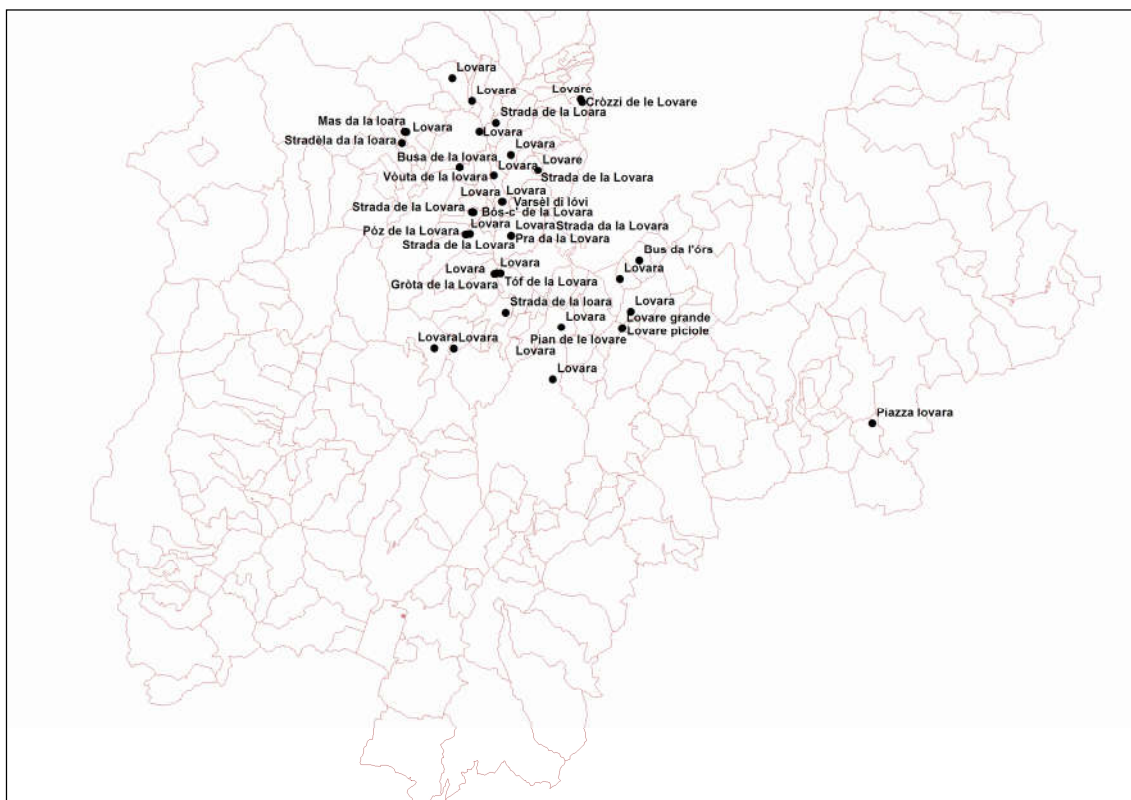 Lovara
Lovara
Lovare
Cròzzi de le Lovare
Strada de la Loara
Mas da la loara
Lovara
Lovara
Stradèla da la loara
Lovara
Busa de la lovara
Lovara
Lovare
Vòuta de la lovara
Strada de la Lovara
Lovara
Lovara
Varsèl di lóvi
Strada de la Lovara
Bós-c' de la Lovara
Póz de la Lovara
Lovara
Lovara
Strada da la Lovara
Strada de la Lovara
Pra da la Lovara
Bus da l'órs
Lovara
Lovara
Lovara
Gròta de la Lovara
Tóf de la Lovara
Strada de la loara
Lovara
Lovara
Lovare grande
Pian de le lovare
Lovare piciole
Lovara
Lovara
Lovara
Lovara
Piazza lovara